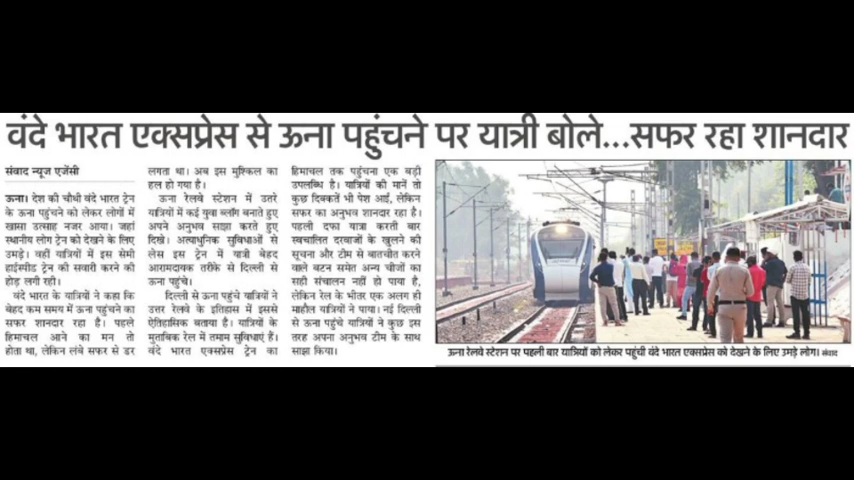 वंदे भारत एक्सप्रेस से ऊना पहुंचने पर यात्री बोले...सफर रहा शानदार
संवाद न्यूज एजेंसी
ऊना। देश की चौथी वंदे भारत ट्रेन
के ऊना पहुंचने को लेकर लोगों में
खासा उत्साह नजर आया। जहां
स्थानीय लोग ट्रेन को देखने के लिए
उमड़े। वहीं यात्रियों में इस सेमी
हाईस्पीड ट्रेन की सवारी करने की
होड़ लगी रही।
वंदे भारत के यात्रियों ने कहा कि
बेहद कम समय में ऊना पहुंचने का
सफर शानदार रहा है। पहले
हिमाचल आने का मन तो
होता था, लेकिन लंबे सफर से डर
लगता था। अब इस मुश्किल का
हल हो गया है।
ऊना रेलवे स्टेशन में उतरे
यात्रियों में कई युवा ब्लॉग बनाते हुए
अपने अनुभव साझा करते हुए
दिखे। अत्याधुनिक सुविधाओं से
लेस इस ट्रेन में यात्री बेहद
आरामदायक तरीके से दिल्ली से
ऊना पहुंचे।
दिल्ली से ऊना पहुंचे यात्रियों ने
उत्तर रेलवे के इतिहास में इससे
ऐतिहासिक बताया है। यात्रियों के
मुताबिक रेल में तमाम सुविधाएं हैं।
वंदे भारत एक्सप्रेस ट्रेन का
हिमाचल तक पहुंचना एक बड़ी
उपलब्धि है। यात्रियों की मानें तो
कुछ दिक्कतें भी पेश आईं, लेकिन
सफर का अनुभव शानदार रहा है।
पहली दफा यात्रा करती बार
स्वचालित दरवाजों के खुलने की
सूचना और टीम से बातचीत करने
वाले बटन समेत अन्य चीजों का
सही संचालन नहीं हो पाया है,
लेकिन रेल के भीतर एक अलग ही
माहौल यात्रियों ने पाया। नई दिल्ली
से ऊना पहुंचे यात्रियों ने कुछ इस
तरह अपना अनुभव टीम के साथ
साझा किया।
ऊना रेलवे स्टेशन पर पहली बार यात्रियों को लेकर पहुंची वंदे भारत एक्सप्रेस को देखने के लिए उमड़े लोग। संवाद